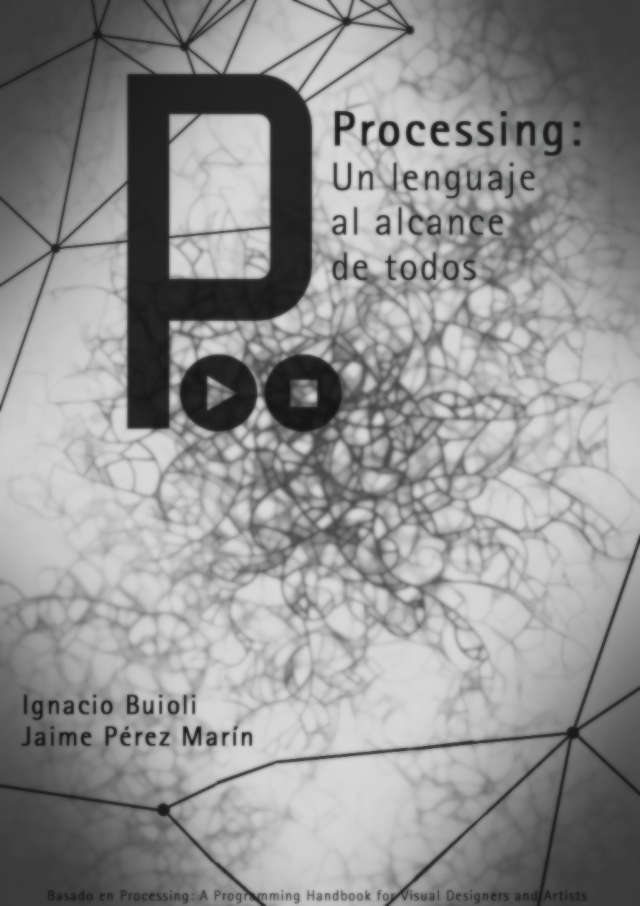 Processing:
Un lenguaje
al alcance
de todos
Ignacio Buioli
Jaime Pérez Marín
Basado en Processing: A Programming Handbook for Visual Designers and Artists